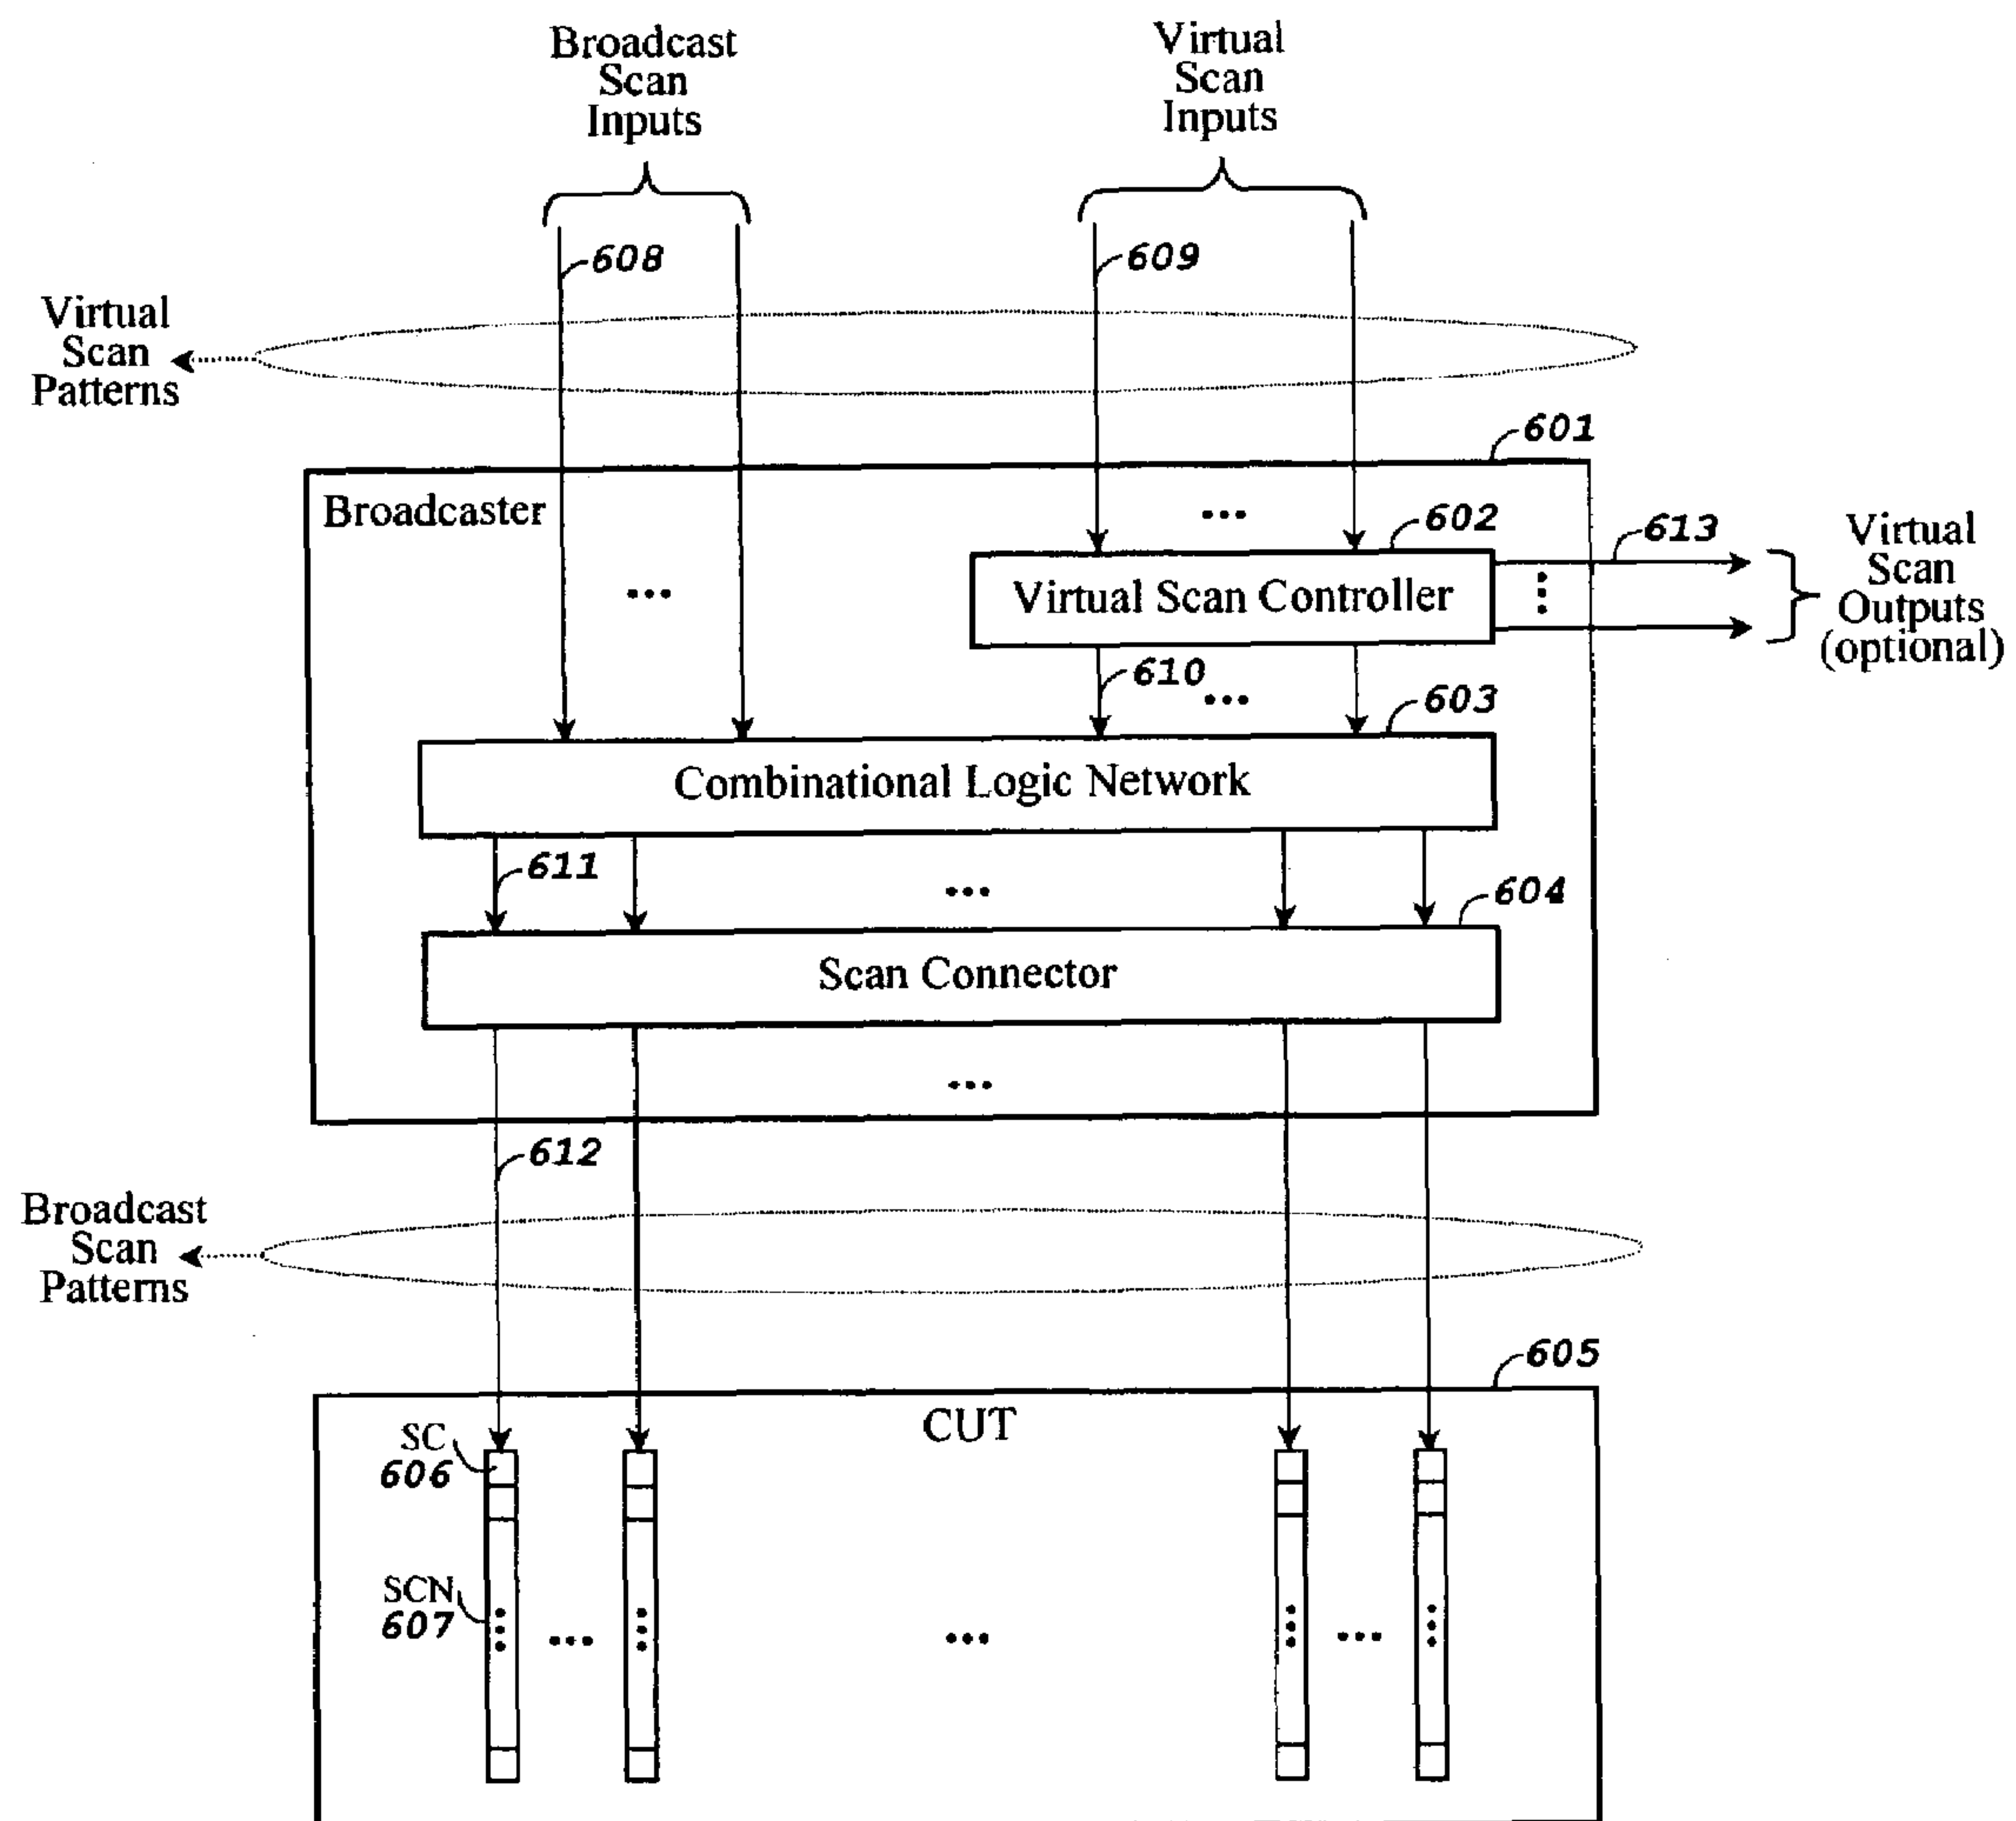 Broadcast
Scan
Inputs
Virtual
Scan
Inputs
608
609
Virtual
Scan
Patterns
601
Broadcaster
602
613
Virtual
Scan
Outputs
(optional)
Virtual Scan Controller
610
603
Combinational Logic Network
611
604
Scan Connector
612
Broadcast
Scan
Patterns
605
CUT
SC
606
SCN
607